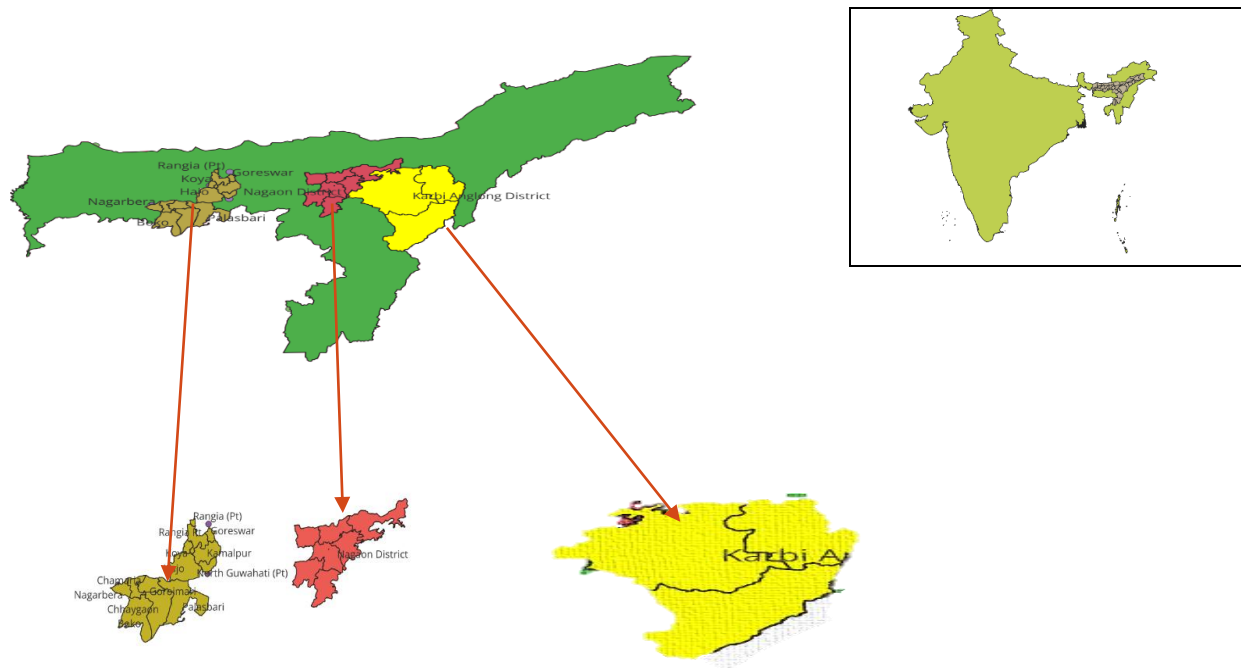 Rangia (Pt)
Goreswar
Koya
Hajo
Nagaon District
Karbi Anglong District
Nagarbera
Palasbari
Boko
Rangia (Pt)
Rangia Pt
Goreswar
Koya
Kamalpur
Hajo
North Guwahati (Pt)
Chamaria
Nagarbera
Goroimari
Chhaygaon
Palasbari
Boko
Nagaon District
Karbi A